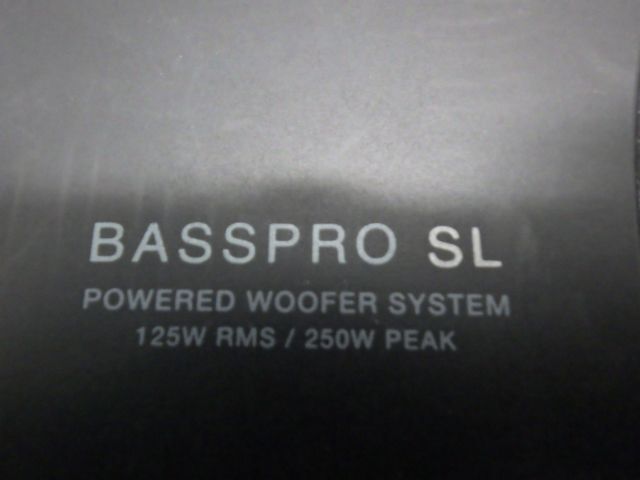 BASSPRO SL
POWERED WOOFER SYSTEM
125W RMS / 250W PEAK